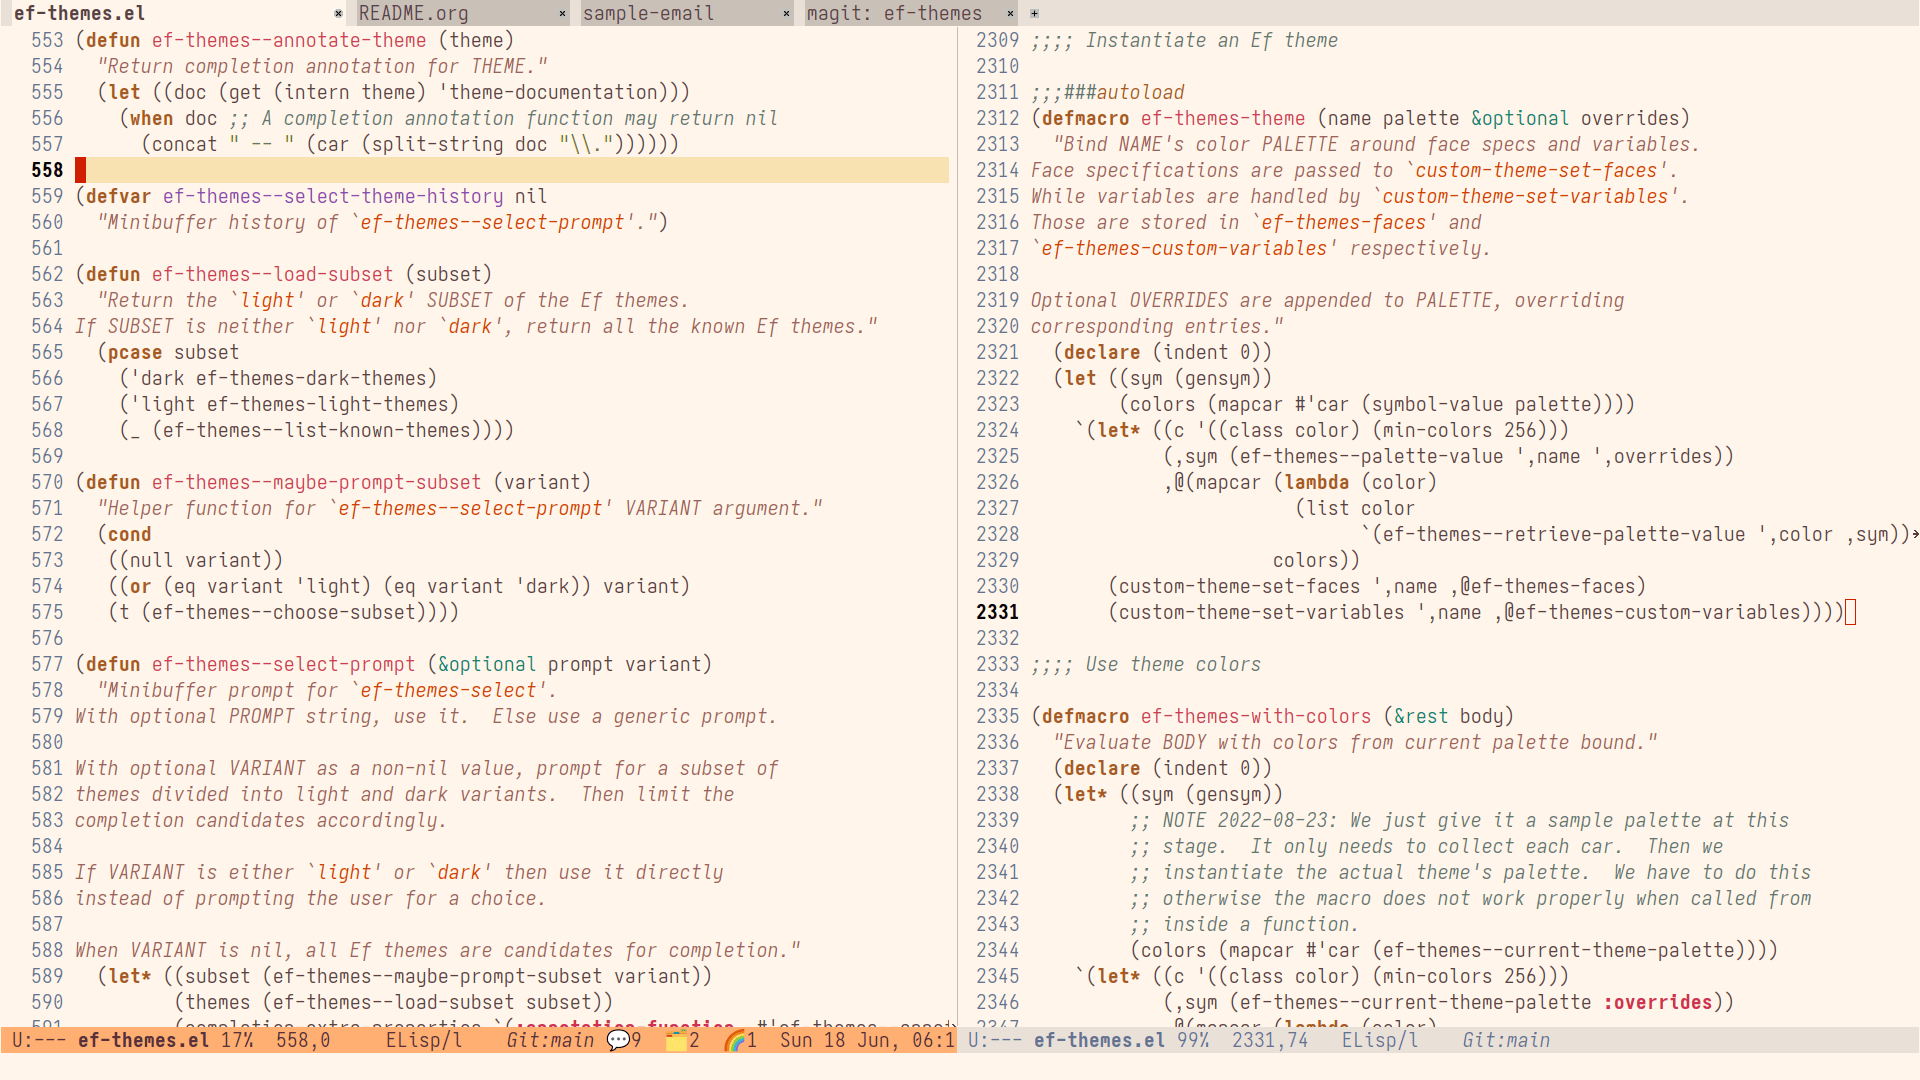 ef-themes.el README.org sample-email magit: ef-themes
553 (defun ef-themes--annotate-theme (theme)
554   "Return completion annotation for THEME."
555   (let ((doc (get (intern theme) 'theme-documentation)))
556     (when doc ;; A completion annotation function may return nil
557       (concat " -- " (car (split-string doc "\\."))))))
558
559 (defvar ef-themes--select-theme-history nil
560   "Minibuffer history of `ef-themes--select-prompt'.")
561
562 (defun ef-themes--load-subset (subset)
563   "Return the `light' or `dark' SUBSET of the Ef themes.
564 If SUBSET is neither `light' nor `dark', return all the known Ef themes."
565   (pcase subset
566     ('dark ef-themes-dark-themes)
567     ('light ef-themes-light-themes)
568     (_ (ef-themes--list-known-themes))))
569
570 (defun ef-themes--maybe-prompt-subset (variant)
571   "Helper function for `ef-themes--select-prompt' VARIANT argument."
572   (cond
573    ((null variant))
574    ((or (eq variant 'light) (eq variant 'dark)) variant)
575    (t (ef-themes--choose-subset))))
576
577 (defun ef-themes--select-prompt (&optional prompt variant)
578   "Minibuffer prompt for `ef-themes-select'.
579 With optional PROMPT string, use it.  Else use a generic prompt.
580
581 With optional VARIANT as a non-nil value, prompt for a subset of
582 themes divided into light and dark variants.  Then limit the
583 completion candidates accordingly.
584
585 If VARIANT is either `light' or `dark' then use it directly
586 instead of prompting the user for a choice.
587
588 When VARIANT is nil, all Ef themes are candidates for completion."
589   (let* ((subset (ef-themes--maybe-prompt-subset variant))
590          (themes (ef-themes--load-subset subset))
U:--- ef-themes.el 17%  558,0     ELisp/l    Git:main 💬9  🗂️2  🌈1  Sun 18 Jun, 06:1
2309 ;;;; Instantiate an Ef theme
2310
2311 ;;;###autoload
2312 (defmacro ef-themes-theme (name palette &optional overrides)
2313   "Bind NAME's color PALETTE around face specs and variables.
2314 Face specifications are passed to `custom-theme-set-faces'.
2315 While variables are handled by `custom-theme-set-variables'.
2316 Those are stored in `ef-themes-faces' and
2317 `ef-themes-custom-variables' respectively.
2318
2319 Optional OVERRIDES are appended to PALETTE, overriding
2320 corresponding entries."
2321   (declare (indent 0))
2322   (let ((sym (gensym))
2323         (colors (mapcar #'car (symbol-value palette))))
2324     `(let* ((c '((class color) (min-colors 256)))
2325             (,sym (ef-themes--palette-value ',name ',overrides))
2326             ,@(mapcar (lambda (color)
2327                         (list color
2328                               `(ef-themes--retrieve-palette-value ',color ,sym))
2329                       colors))
2330        (custom-theme-set-faces ',name ,@ef-themes-faces)
2331        (custom-theme-set-variables ',name ,@ef-themes-custom-variables))))
2332
2333 ;;;; Use theme colors
2334
2335 (defmacro ef-themes-with-colors (&rest body)
2336   "Evaluate BODY with colors from current palette bound."
2337   (declare (indent 0))
2338   (let* ((sym (gensym))
2339          ;; NOTE 2022-08-23: We just give it a sample palette at this
2340          ;; stage.  It only needs to collect each car.  Then we
2341          ;; instantiate the actual theme's palette.  We have to do this
2342          ;; otherwise the macro does not work properly when called from
2343          ;; inside a function.
2344          (colors (mapcar #'car (ef-themes--current-theme-palette))))
2345     `(let* ((c '((class color) (min-colors 256)))
2346             (,sym (ef-themes--current-theme-palette :overrides))
2347             ,@(mapcar (lambda (color)
U:--- ef-themes.el 99%  2331,74   ELisp/l    Git:main